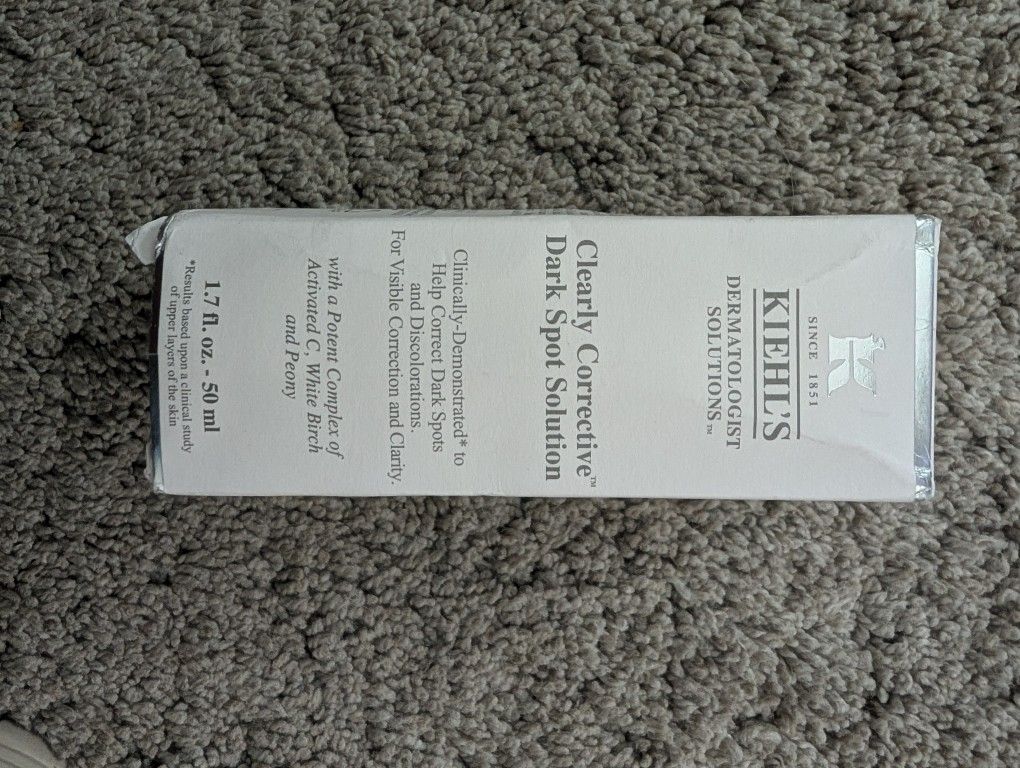 K
SINCE 1851
KIEHL'S
DERMATOLOGIST
SOLUTIONS™
Clearly Corrective™
Dark Spot Solution
Clinically-Demonstrated* to
Help Correct Dark Spots
and Discolorations.
For Visible Correction and Clarity.
with a Potent Complex of
Activated C, White Birch
and Peony
1.7 fl. oz. - 50 ml
*Results based upon a clinical study
of upper layers of the skin